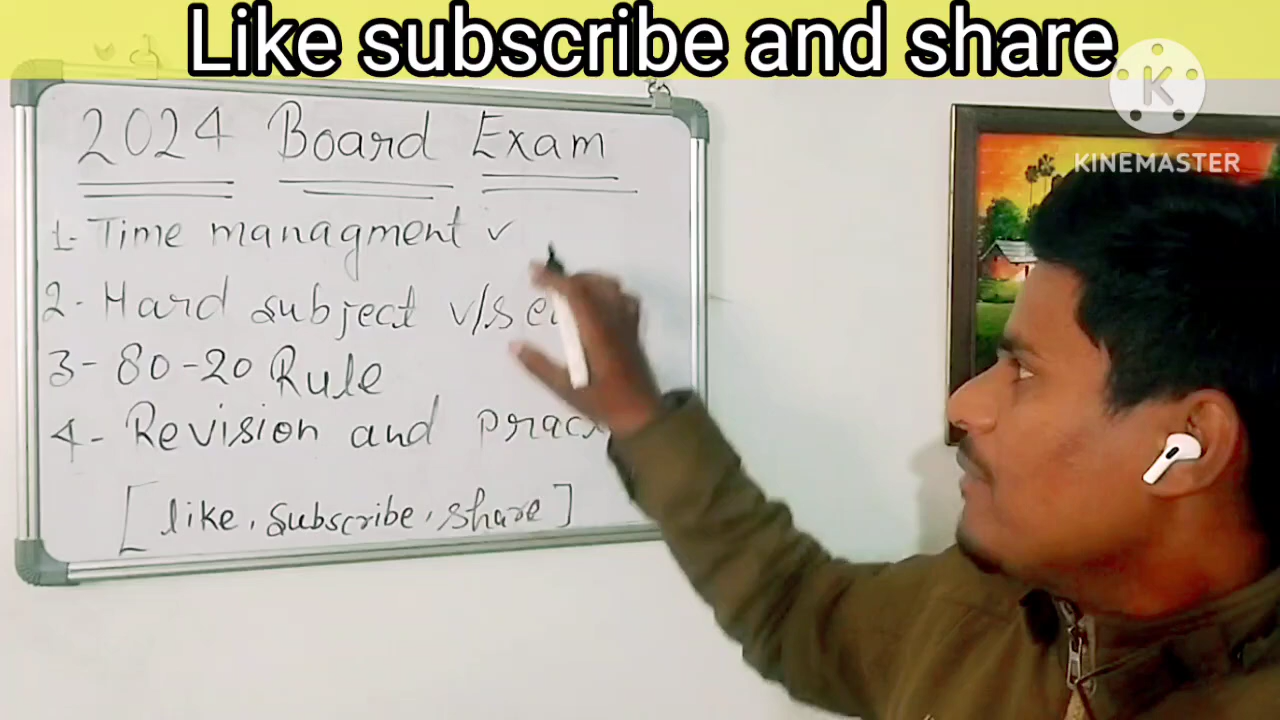 Like subscribe and share
K
KINEMASTER
2024 Board Exam
1- Time managment ✓
2- Hard subject v/s
3- 80-20 Rule
4- Revision and
[like, subscribe, share]